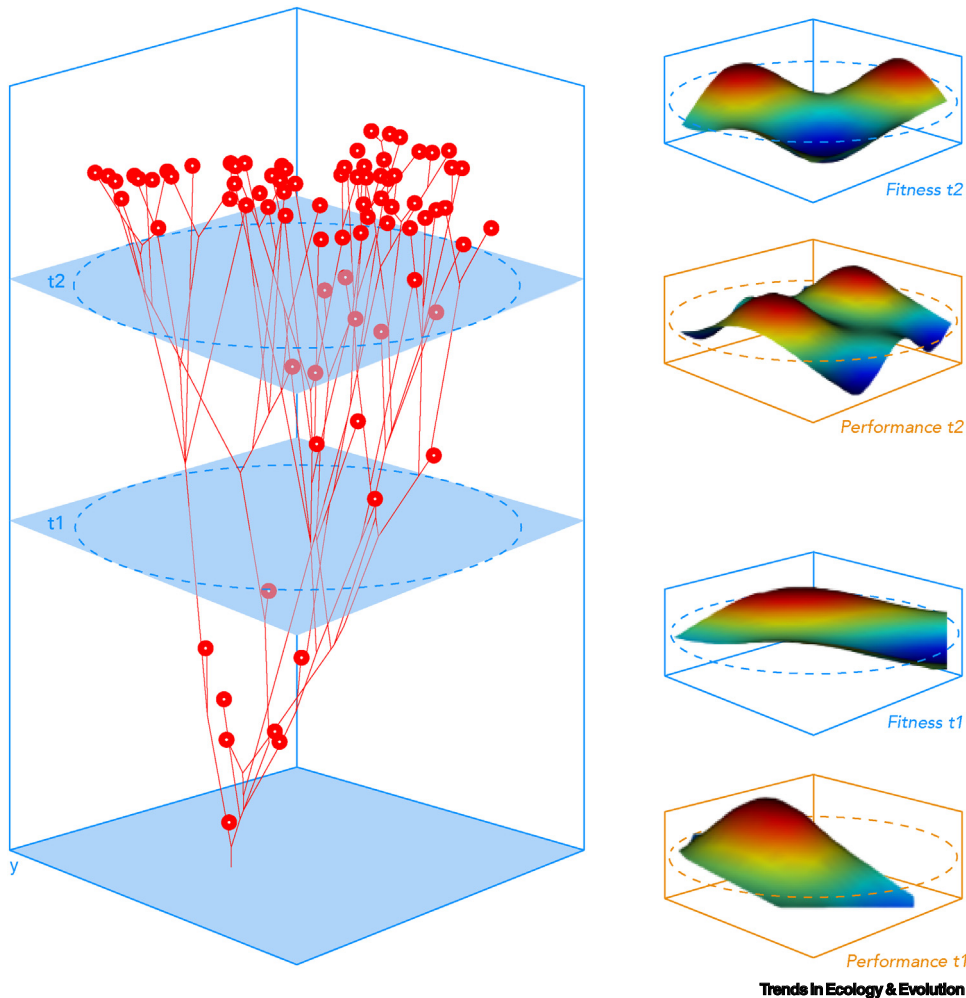 Fitness t2
t2
Performance t2
t1
Fitness t1
y
Performance t1
Trends in Ecology & Evolution